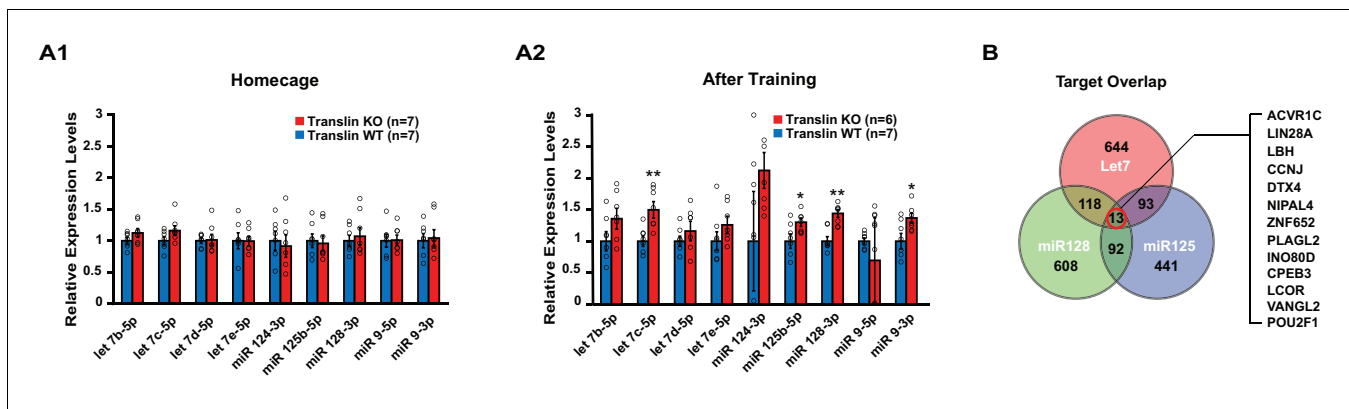 A1
Homecage
Relative Expression Levels
3
2.5
2
1.5
1
0.5
0
Translin KO (n=7)
Translin WT (n=7)
let 7b-5p
let 7c-5p
let 7d-5p
let 7e-5p
miR 124-3p
miR 125b-5p
miR 128-3p
miR 9-5p
miR 9-3p
A2
After Training
Relative Expression Levels
3
2.5
2
1.5
1
0.5
0
Translin KO (n=6)
Translin WT (n=7)
**
*
**
*
let 7b-5p
let 7c-5p
let 7d-5p
let 7e-5p
miR 124-3p
miR 125b-5p
miR 128-3p
miR 9-5p
miR 9-3p
B
Target Overlap
644
Let7
118
93
13
miR128
608
92
miR125
441
ACVR1C
LIN28A
LBH
CCNJ
DTX4
NIPAL4
ZNF652
PLAGL2
INO80D
CPEB3
LCOR
VANGL2
POU2F1